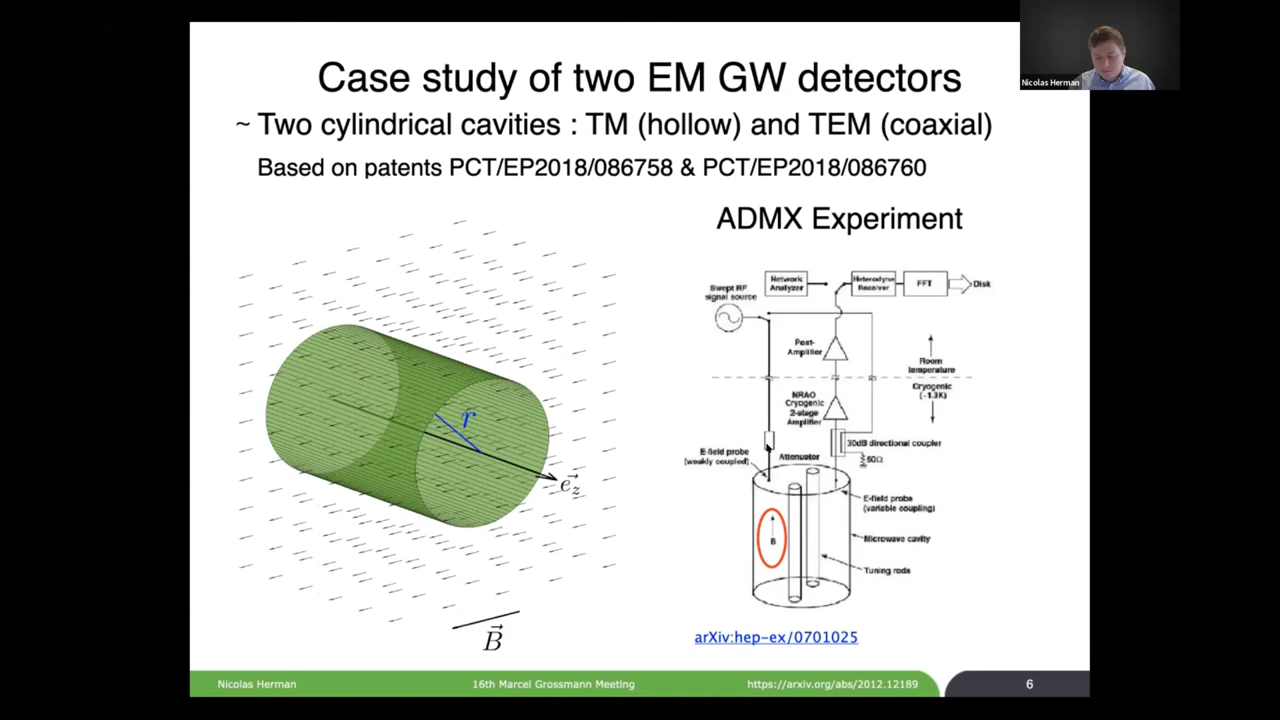 Case study of two EM GW detectors
~ Two cylindrical cavities : TM (hollow) and TEM (coaxial)
Based on patents PCT/EP2018/086758 & PCT/EP2018/086760
Nicolas Herman
ADMX Experiment
Network
Analyzer
Heterodyne
Receiver
FFT
Disk
Swept RF
signal source
Post-
Amplifier
Room
temperature
Cryogenic
(~1.3K)
NRAO
Cryogenic
2-stage
Amplifier
30dB directional coupler
50Ω
E-field probe
(weakly coupled)
Attenuator
E-field probe
(variable coupling)
B
Microwave cavity
Tuning rods
r⃗
e⃗z
B⃗
arXiv:hep-ex/0701025
Nicolas Herman
16th Marcel Grossmann Meeting
https://arxiv.org/abs/2012.12189
6